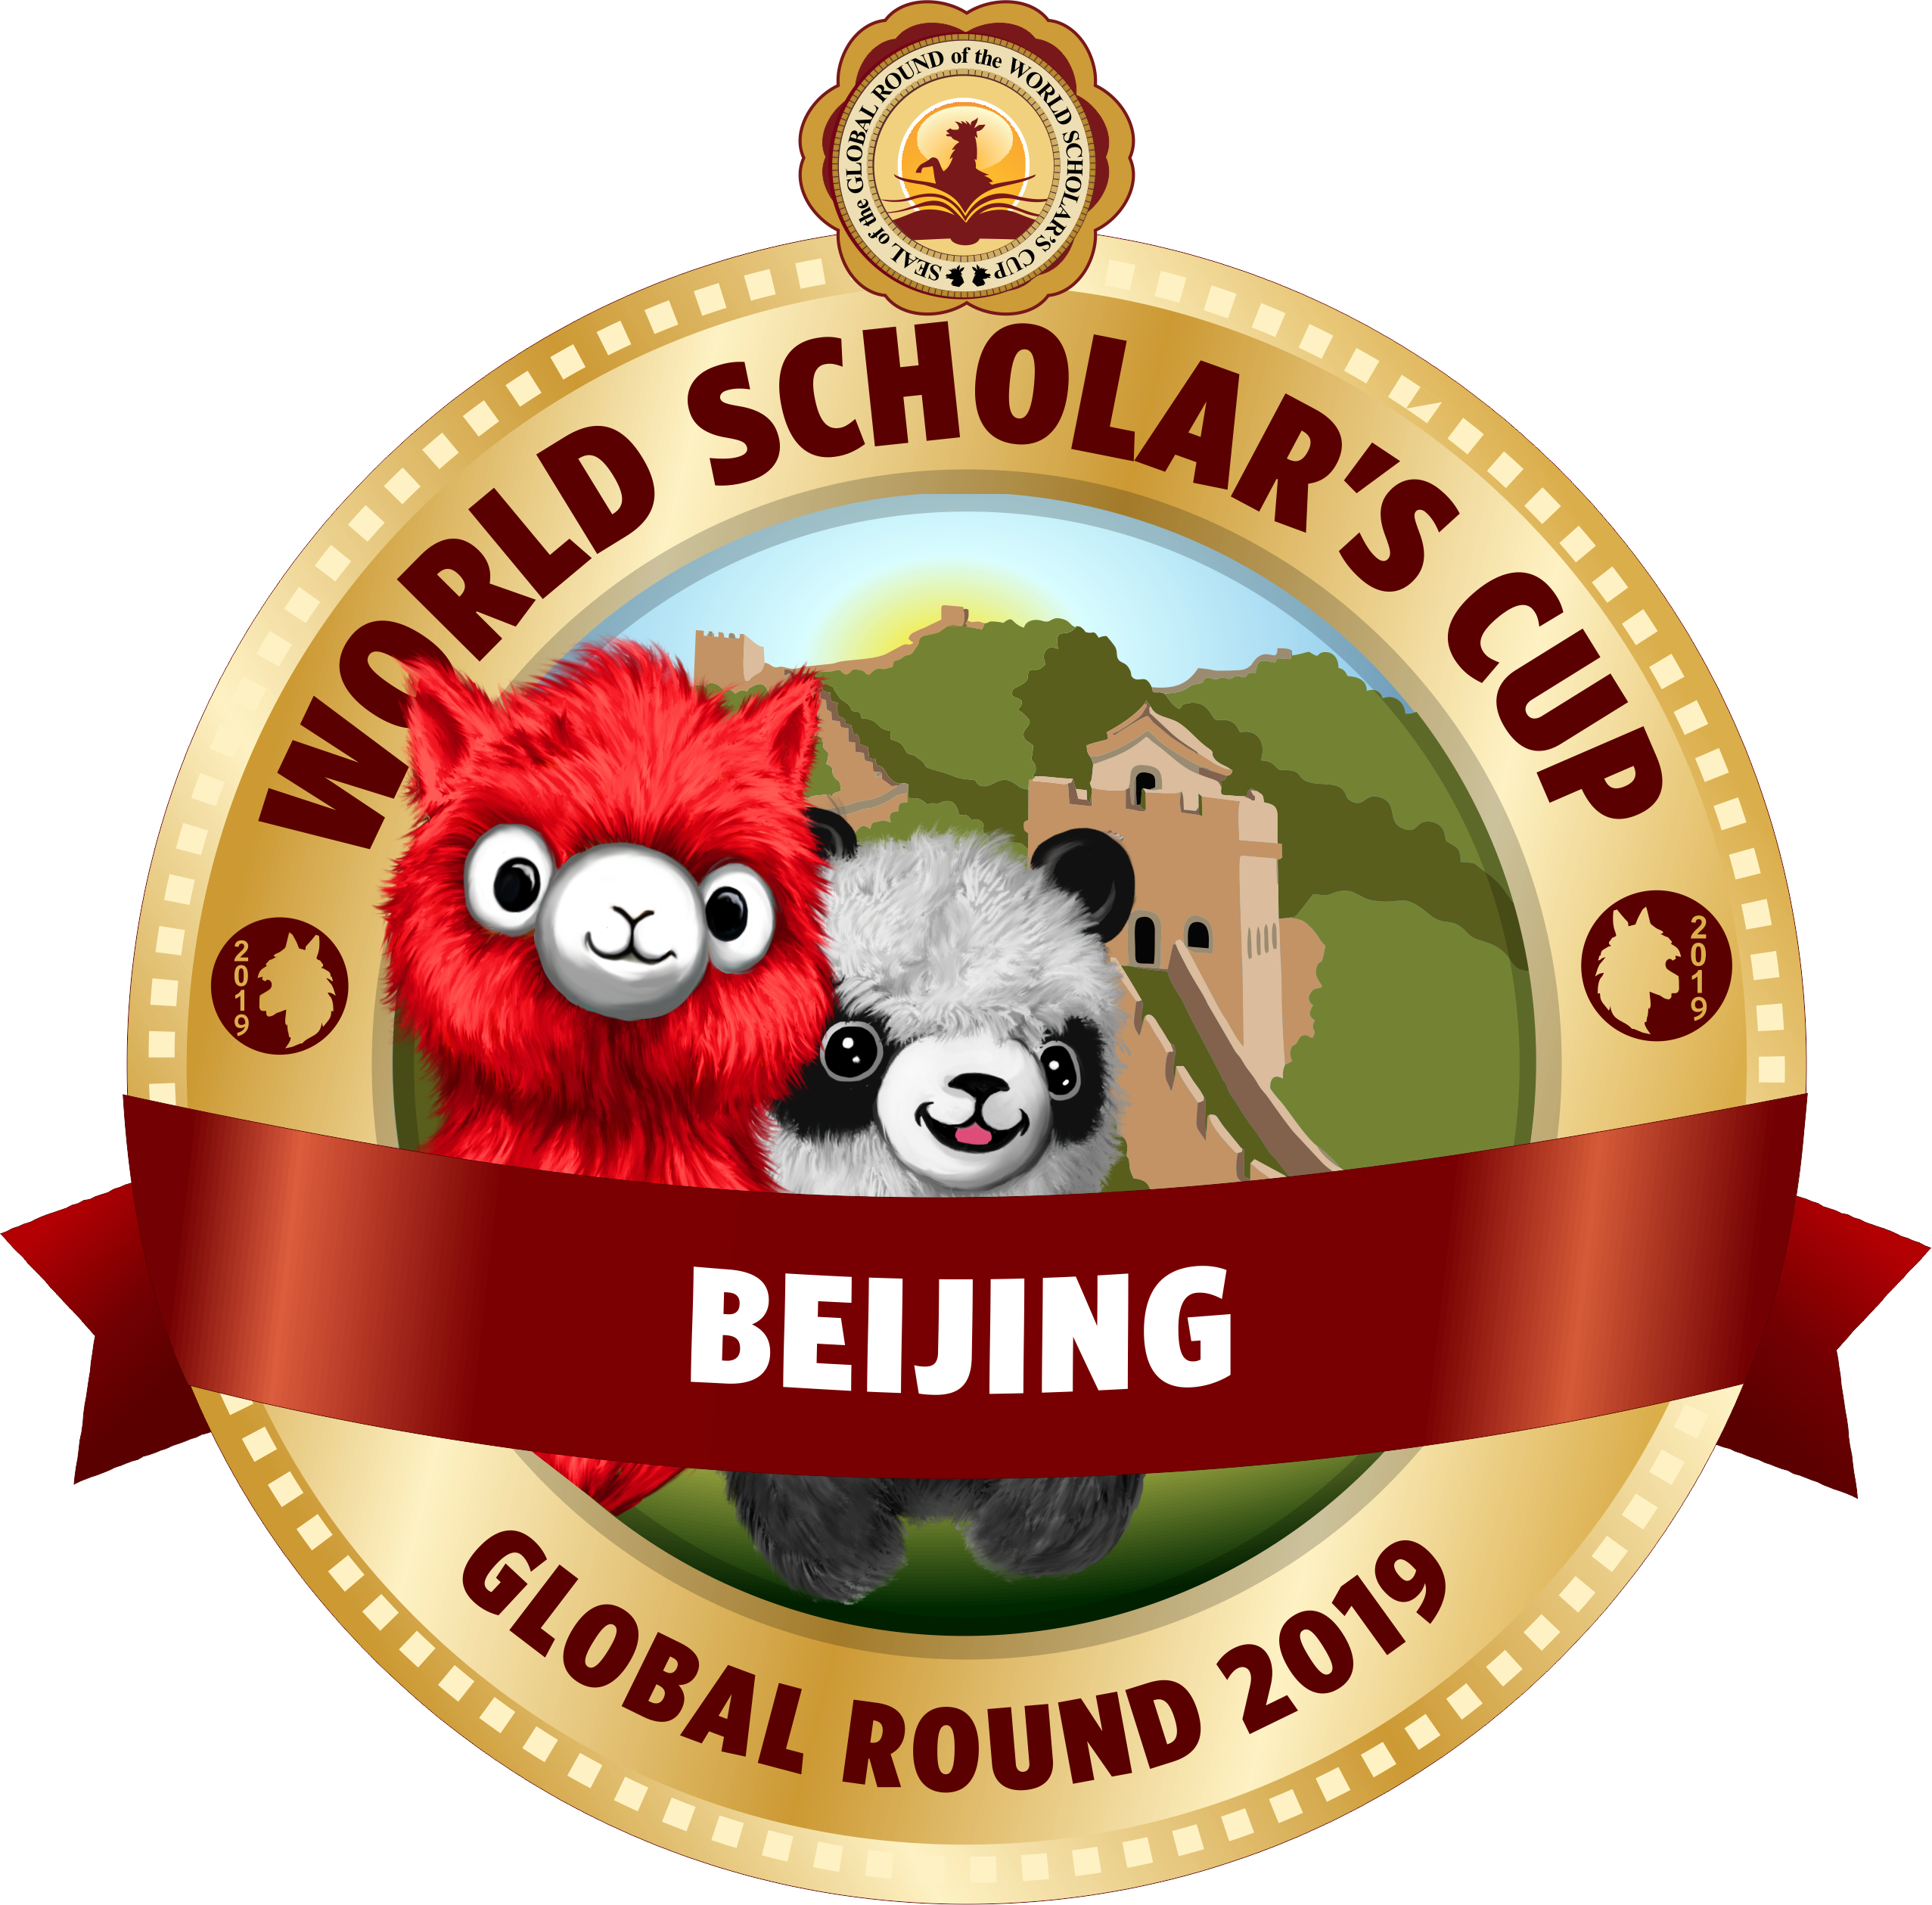 SEAL of the GLOBAL ROUND of the WORLD SCHOLAR'S CUP
WORLD SCHOLAR'S CUP
2019
2019
BEIJING
GLOBAL ROUND 2019